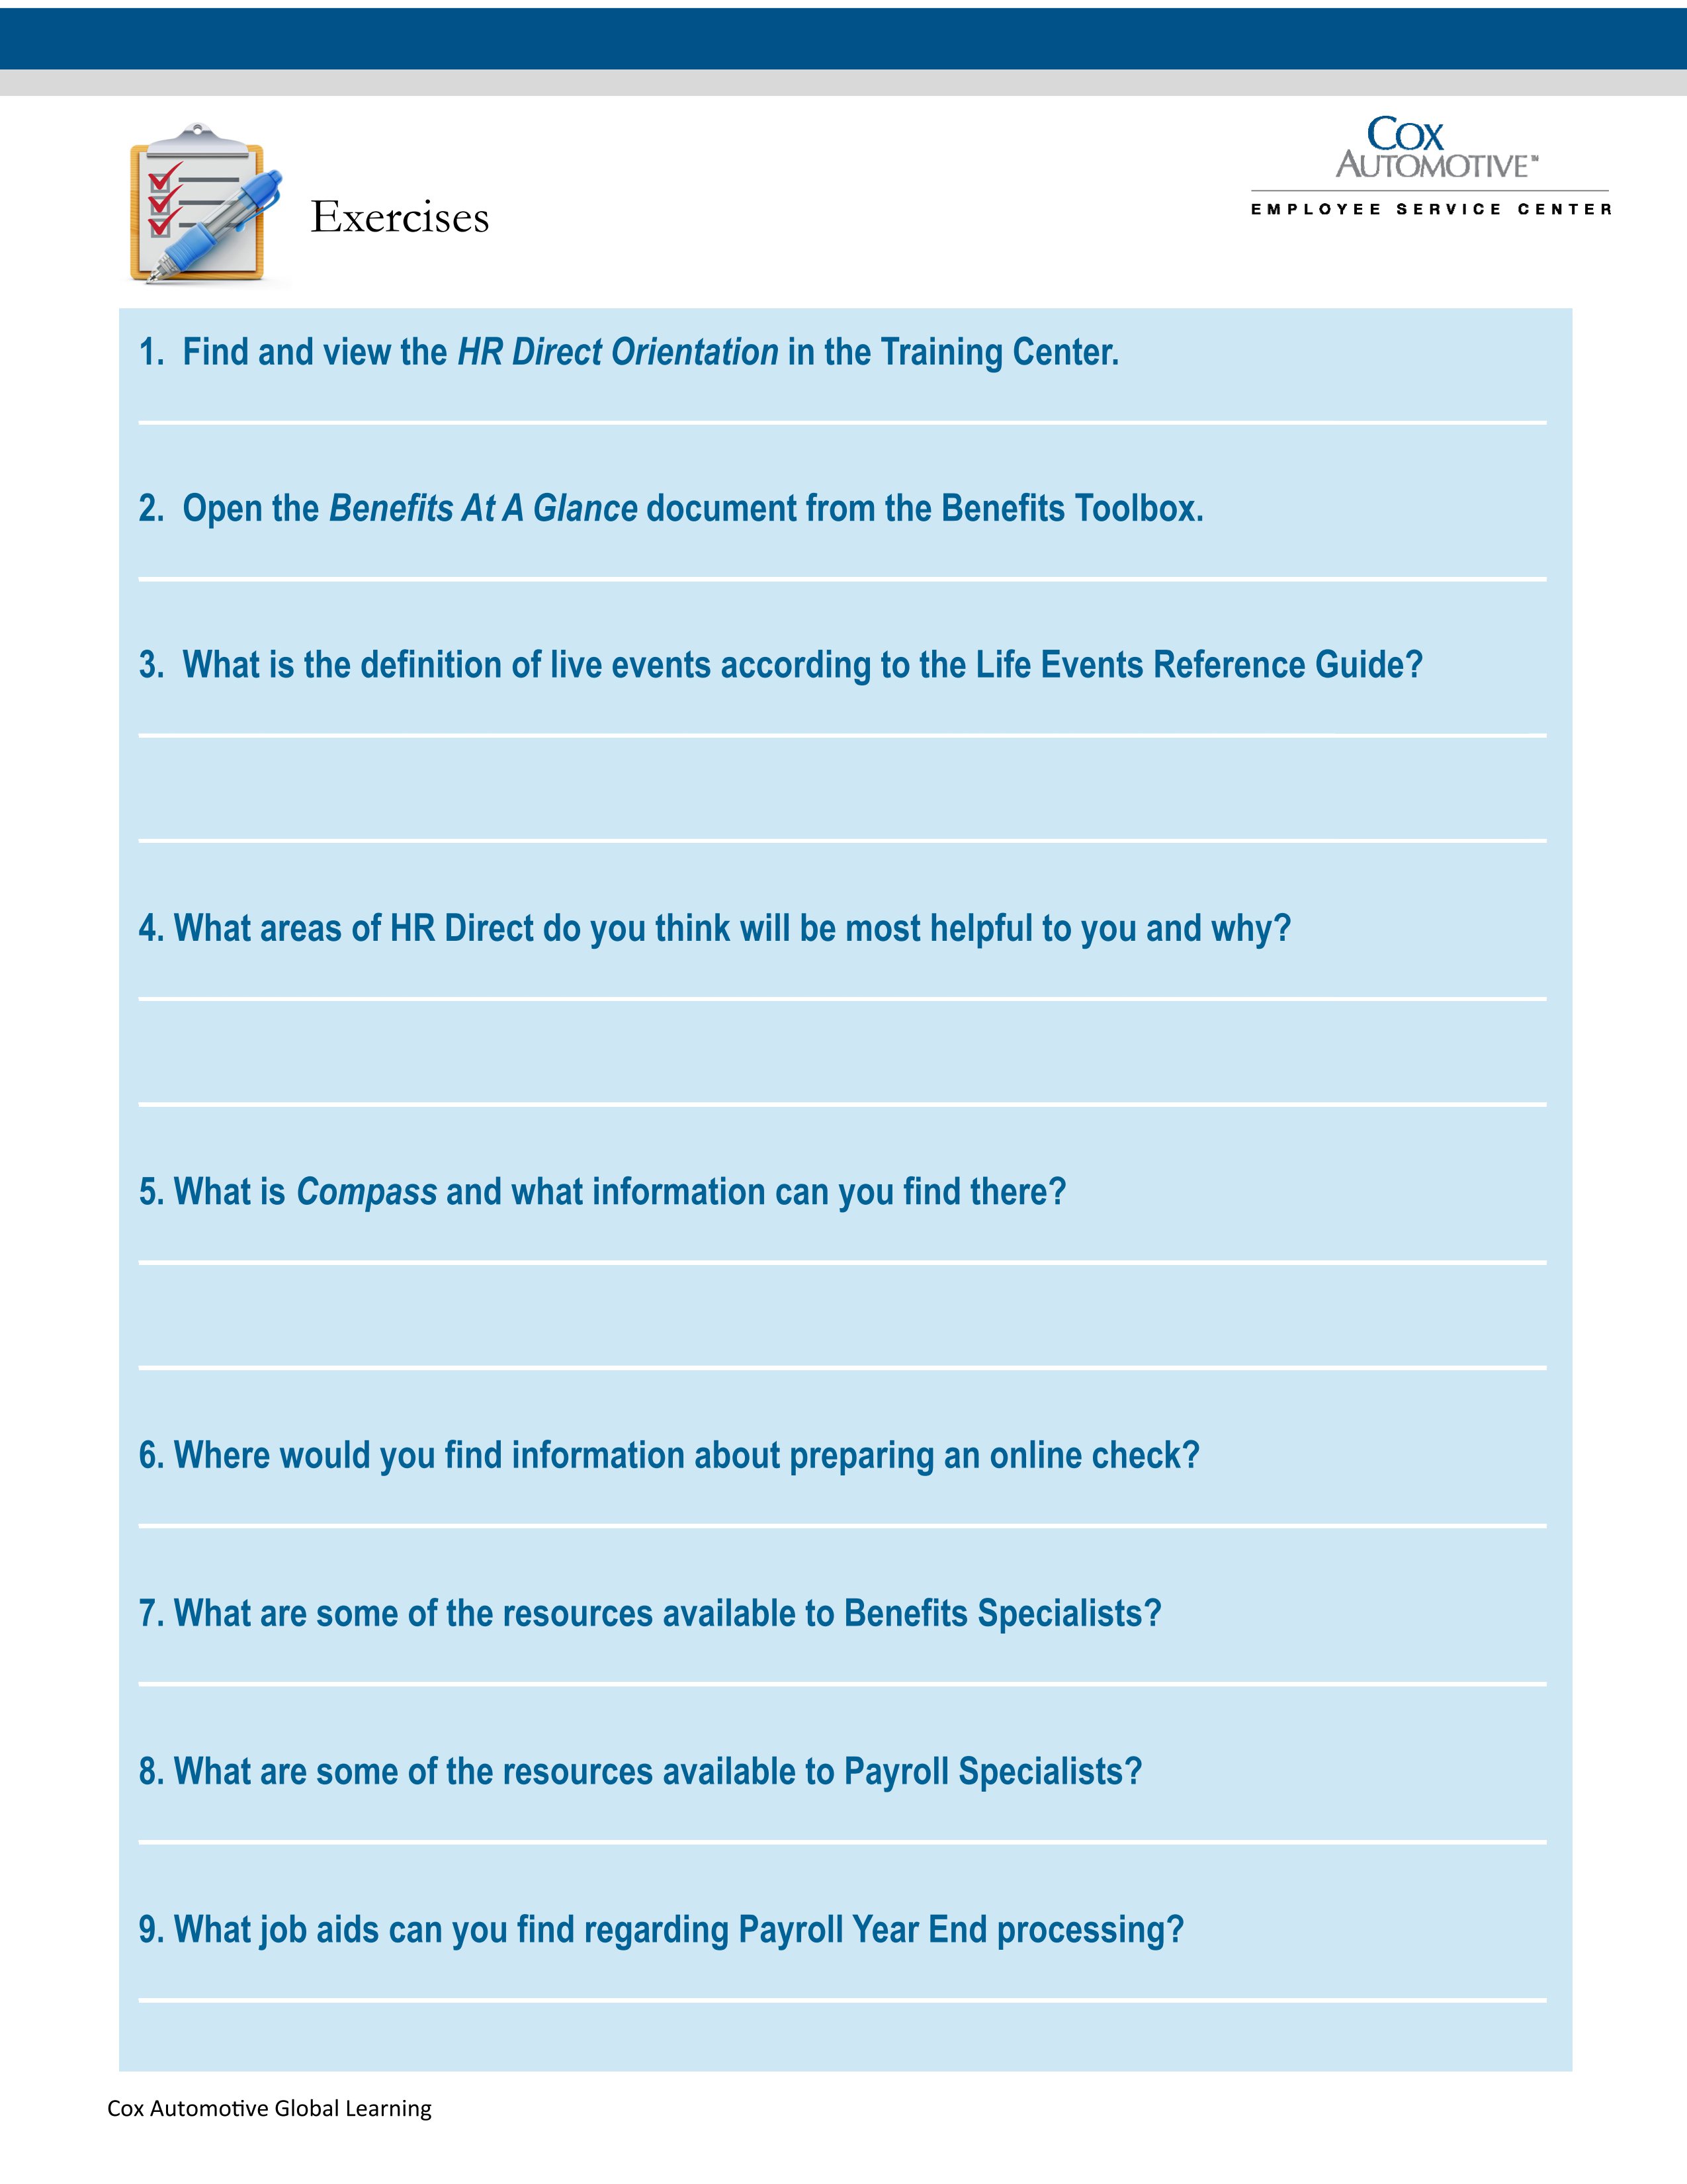 COX
AUTOMOTIVE™
EMPLOYEE SERVICE CENTER
Exercises
1. Find and view the HR Direct Orientation in the Training Center.
2. Open the Benefits At A Glance document from the Benefits Toolbox.
3. What is the definition of live events according to the Life Events Reference Guide?
4. What areas of HR Direct do you think will be most helpful to you and why?
5. What is Compass and what information can you find there?
6. Where would you find information about preparing an online check?
7. What are some of the resources available to Benefits Specialists?
8. What are some of the resources available to Payroll Specialists?
9. What job aids can you find regarding Payroll Year End processing?
Cox Automotive Global Learning